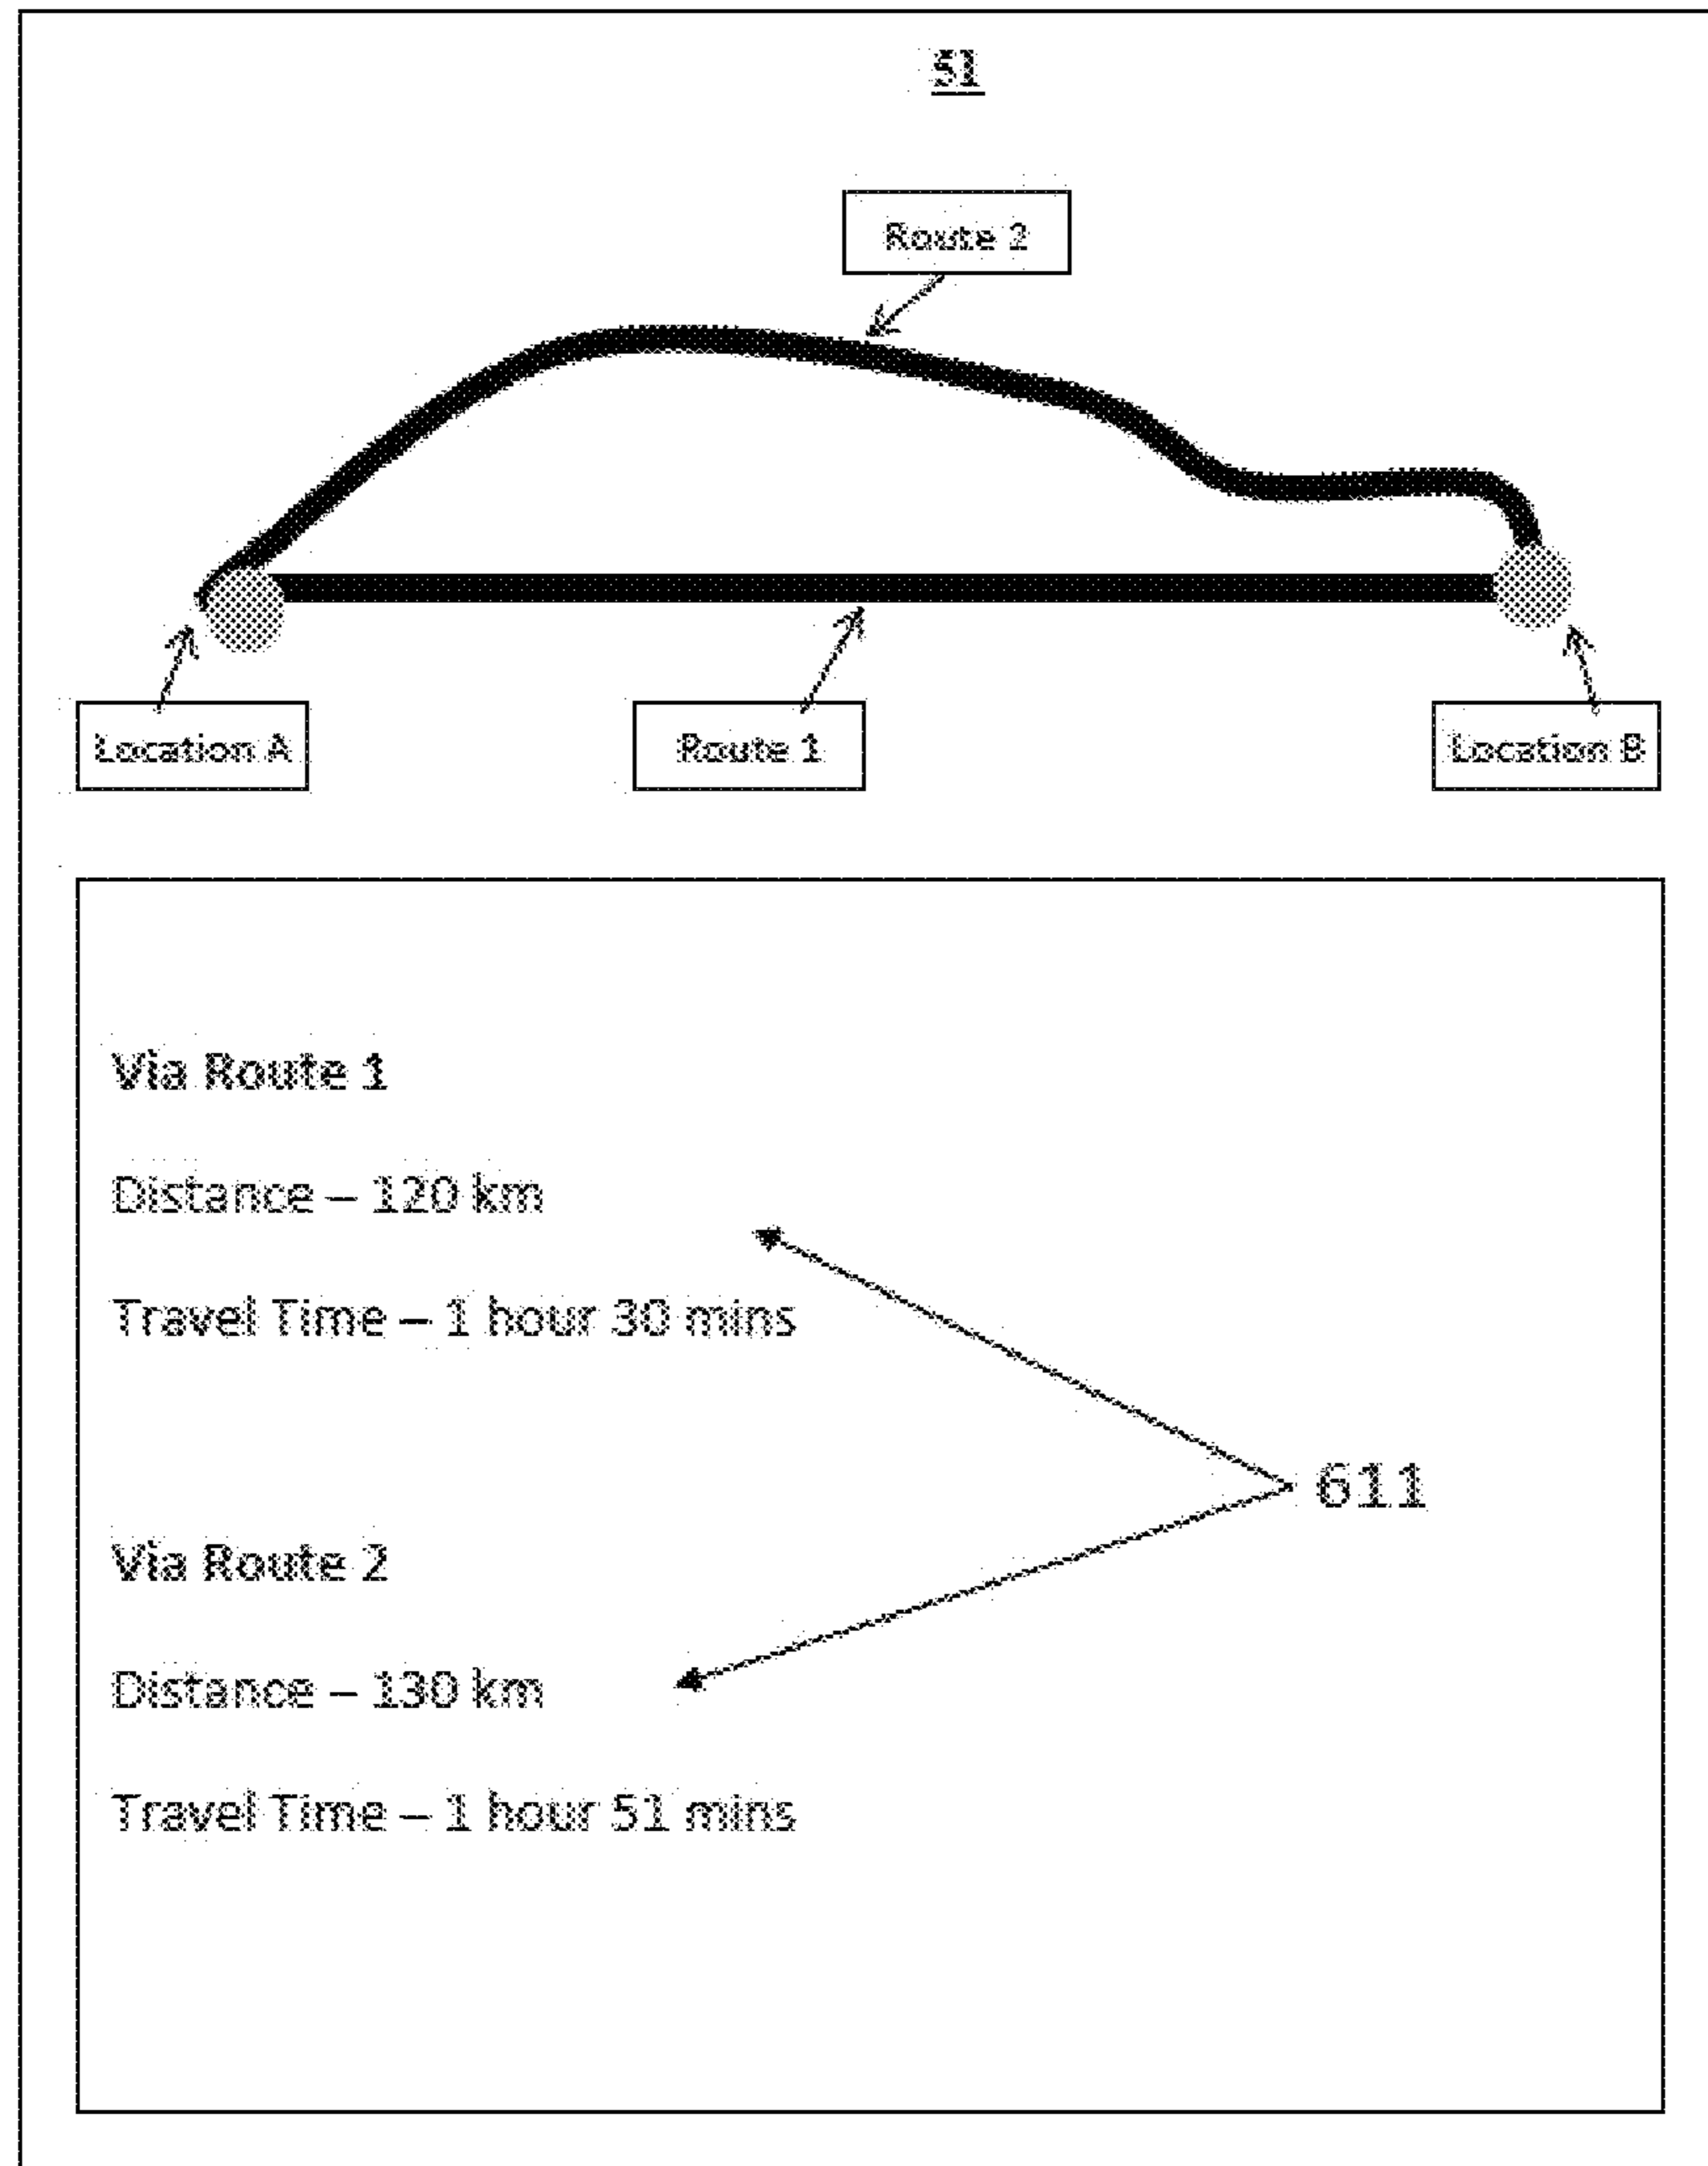 51
Route 2
Location A
Route 1
Location B
Via Route 1
Distance – 120 km
Travel Time – 1 hour 30 mins
611
Via Route 2
Distance – 130 km
Travel Time – 1 hour 51 mins